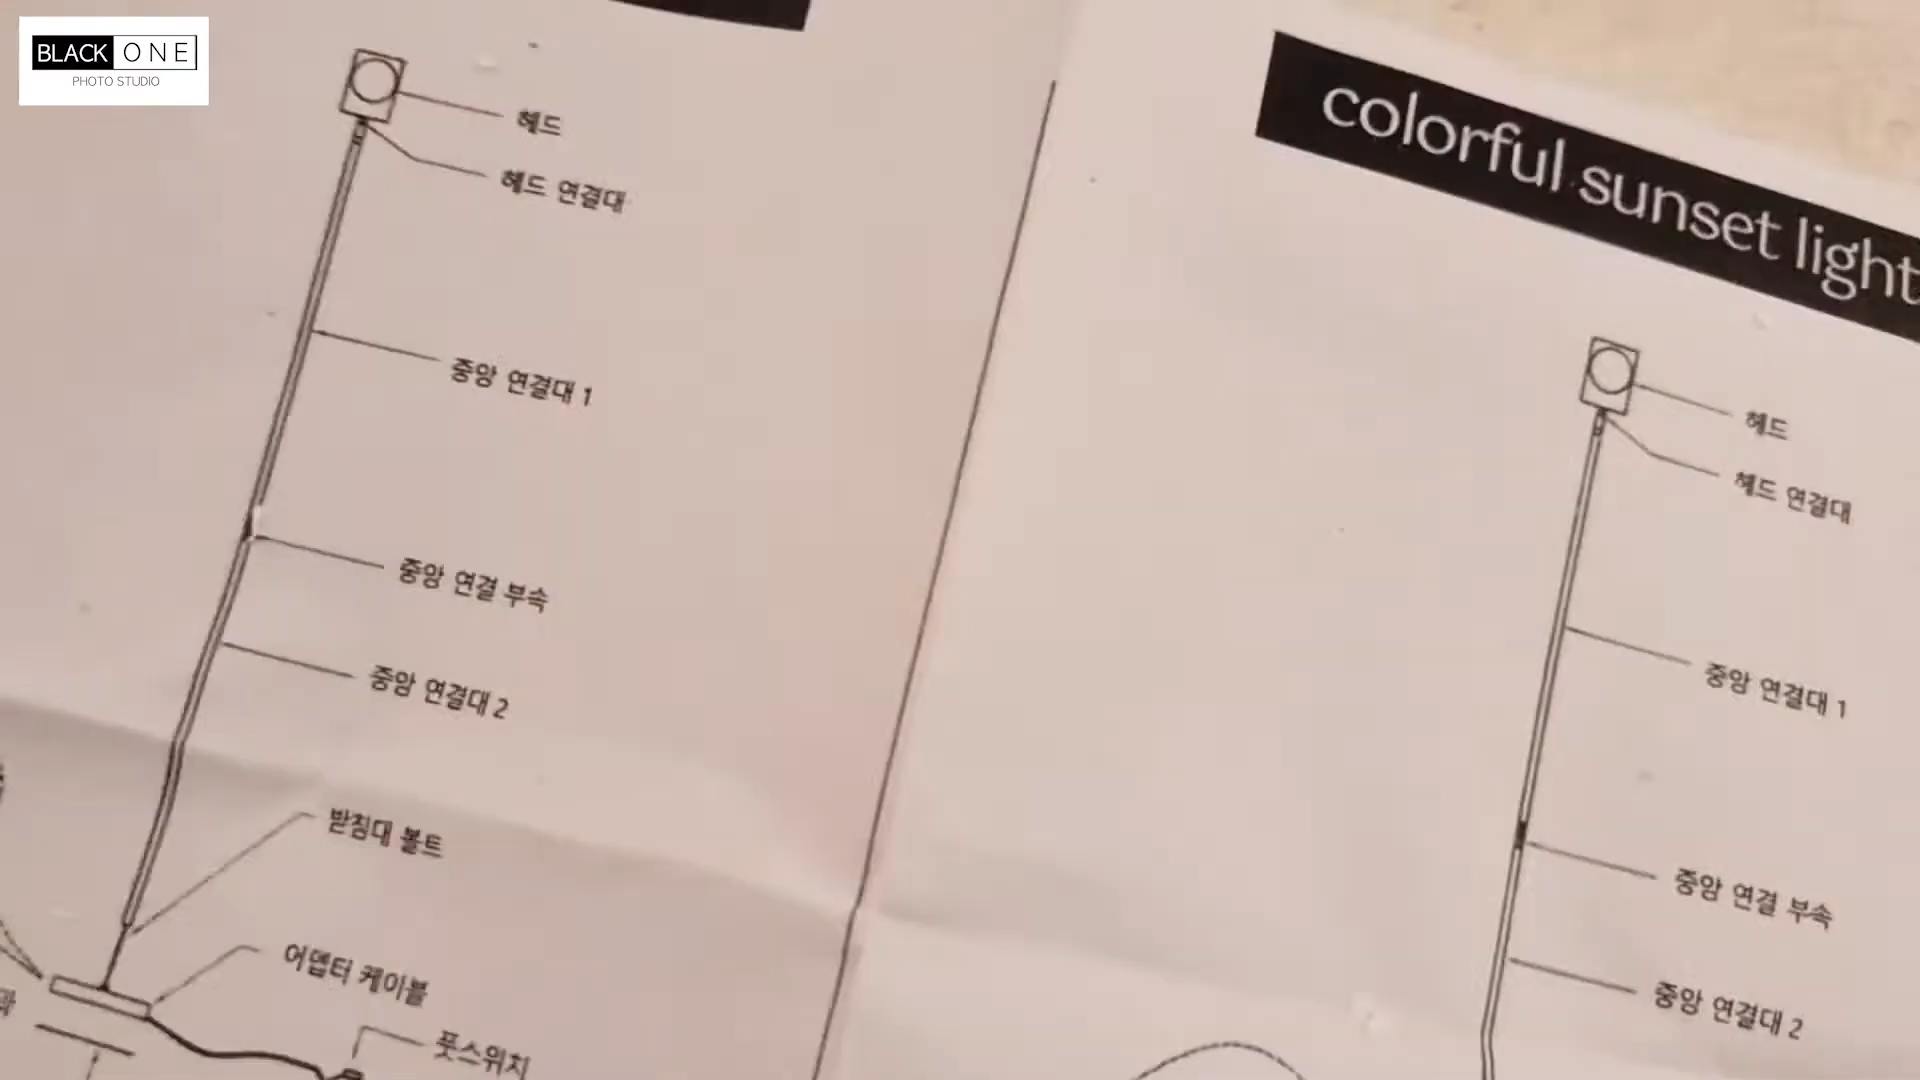 BLACK ONE
PHOTO STUDIO
헤드
헤드 연결대
중앙 연결대 1
중앙 연결 부속
중앙 연결대 2
받침대 볼트
어뎁터 케이블
풋스위치
colorful sunset light
헤드
헤드 연결대
중앙 연결대 1
중앙 연결 부속
중앙 연결대 2